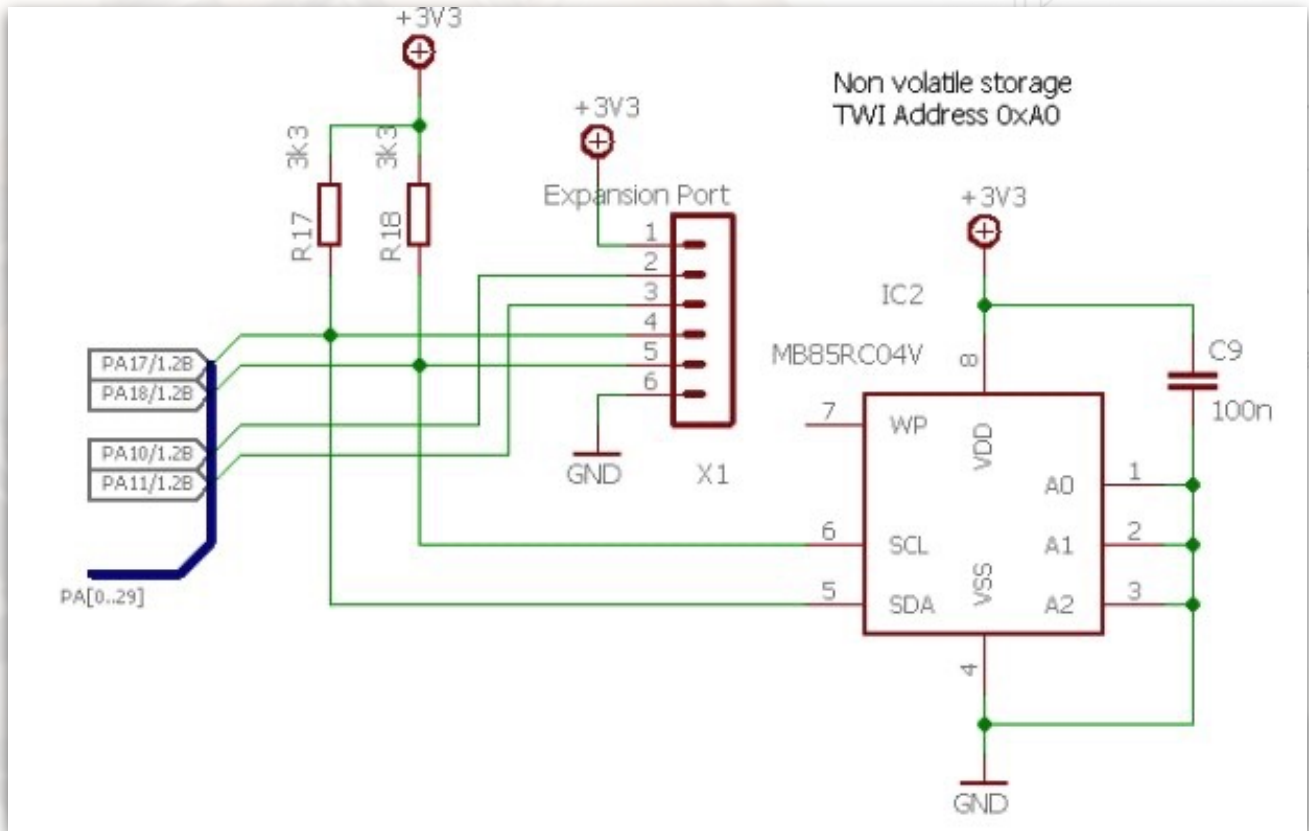 +3V3
+3V3
Non volatile storage
TWI Address 0xA0
3K3
3K3
R17
R18
Expansion Port
1
2
3
4
5
6
X1
GND
+3V3
IC2
MB85RC04V
8
C9
100n
7
WP
VDD
A0
1
6
SCL
A1
2
5
SDA
VSS
A2
3
4
GND
PA17/1.2B
PA18/1.2B
PA10/1.2B
PA11/1.2B
PA[0..29]